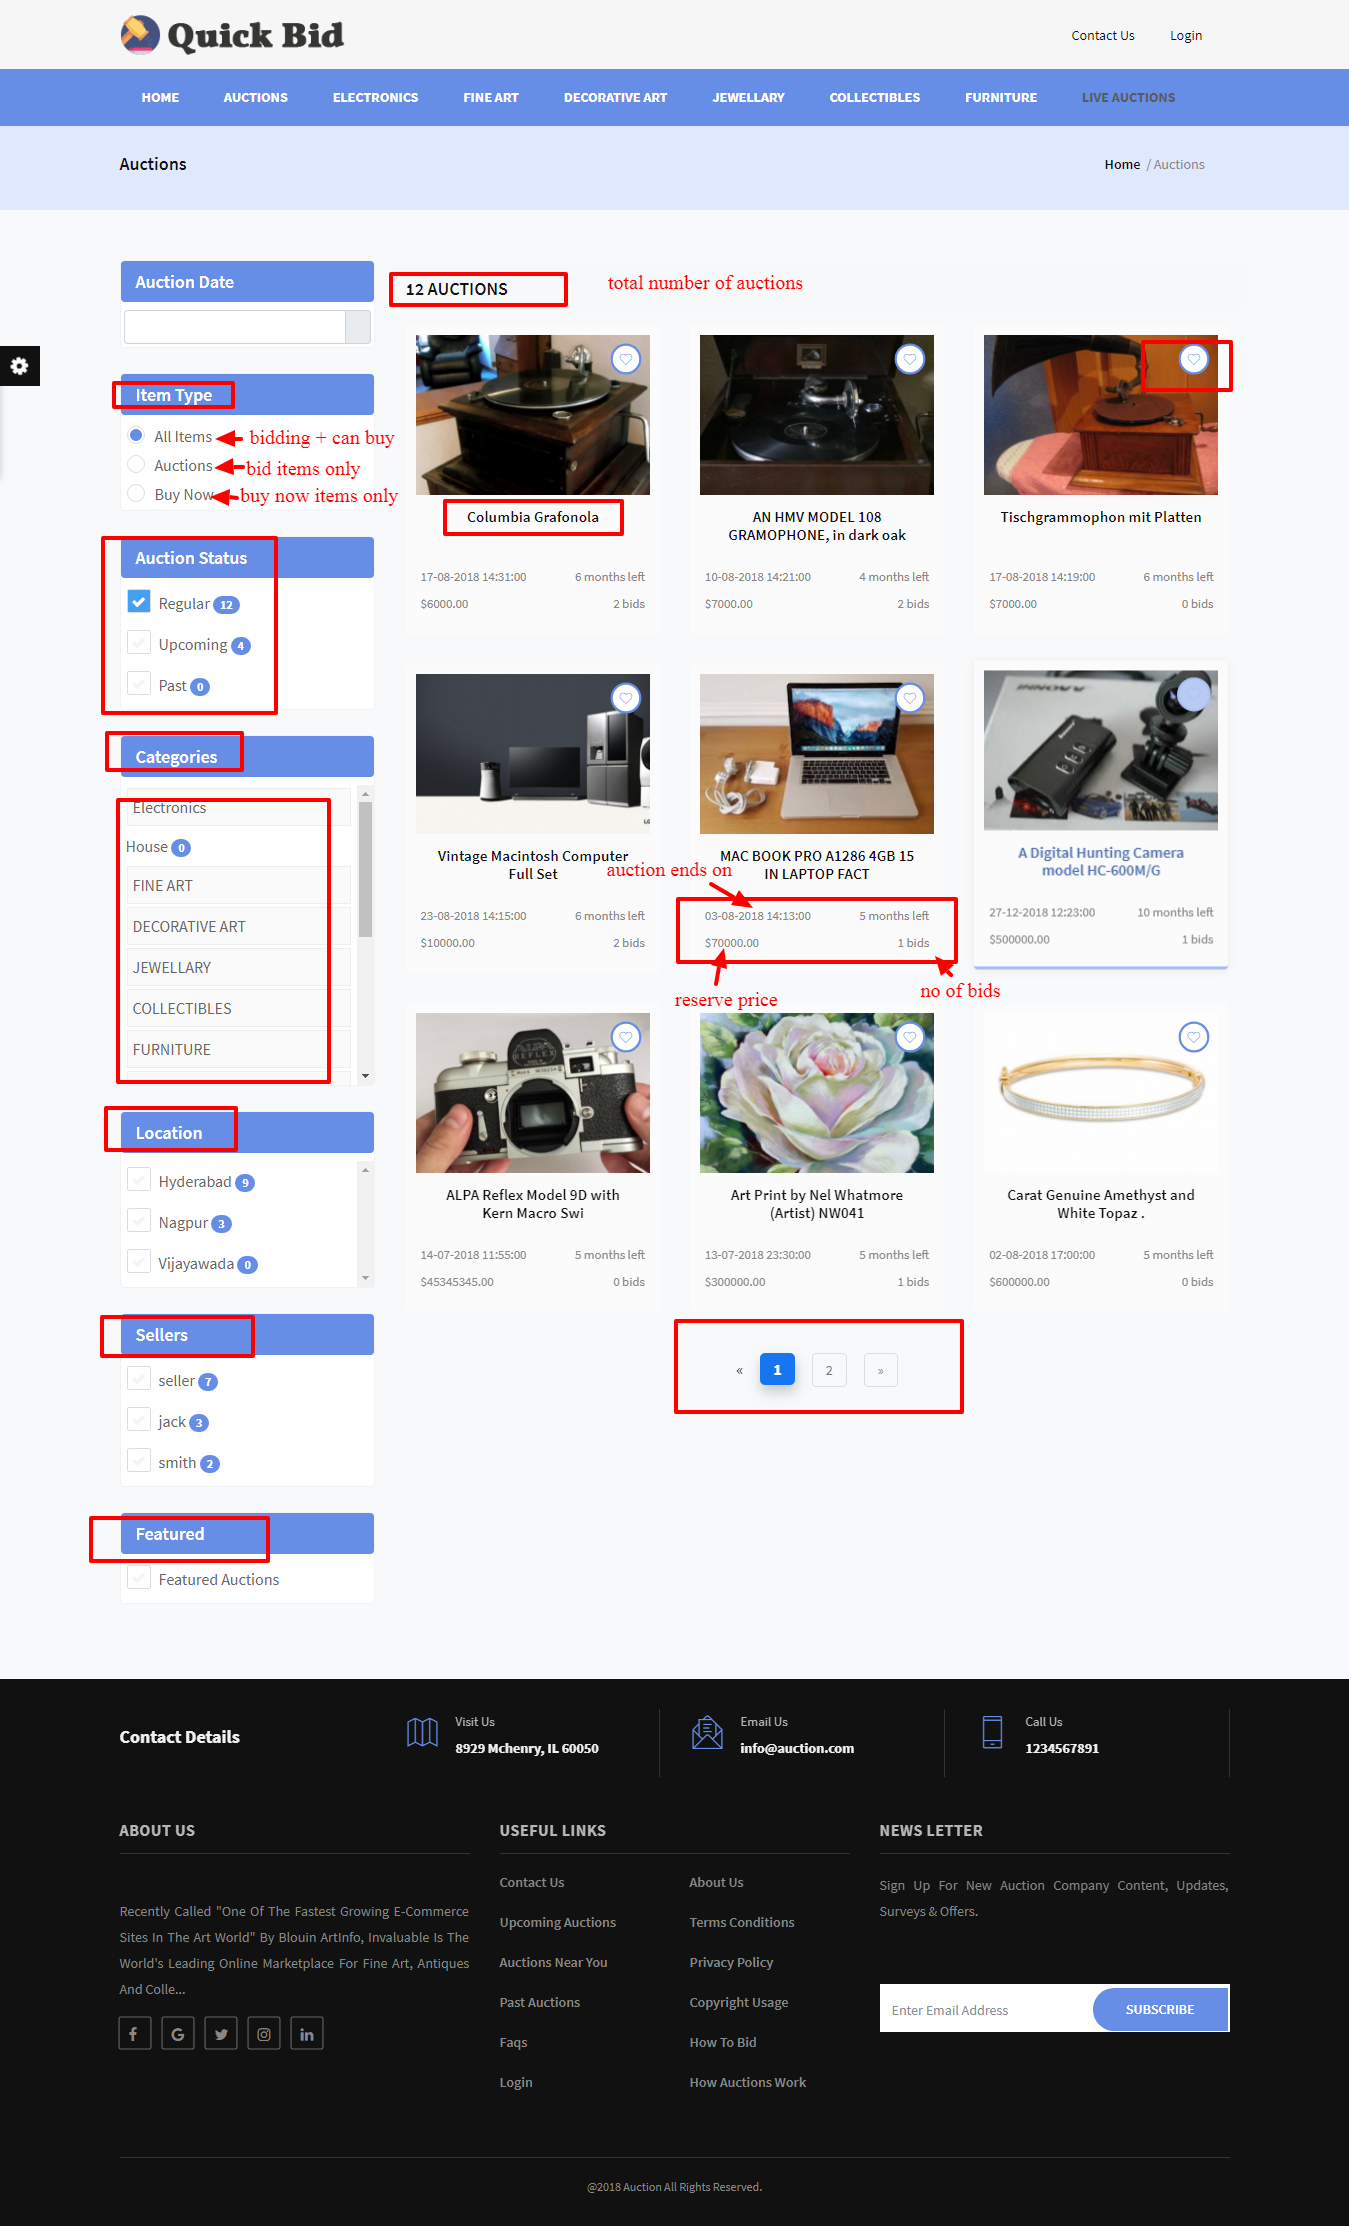 Quick Bid
Contact Us Login
HOME AUCTIONS ELECTRONICS FINE ART DECORATIVE ART JEWELLARY COLLECTIBLES FURNITURE LIVE AUCTIONS
Auctions
Home / Auctions
Auction Date
Item Type
All Items bidding + can buy
Auctions bid items only
Buy Now buy now items only
Auction Status
Regular 12
Upcoming 4
Past 0
Categories
Electronics
House 0
FINE ART
DECORATIVE ART
JEWELLARY
COLLECTIBLES
FURNITURE
Location
Hyderabad 9
Nagpur 3
Vijayawada 0
Sellers
seller 7
jack 3
smith 2
Featured
Featured Auctions
12 AUCTIONS total number of auctions
Columbia Grafonola
17-08-2018 14:31:00 6 months left
$6000.00 2 bids
AN HMV MODEL 108
GRAMOPHONE, in dark oak
10-08-2018 14:21:00 4 months left
$7000.00 2 bids
Tischgrammophon mit Platten
17-08-2018 14:19:00 6 months left
$7000.00 0 bids
Vintage Macintosh Computer
Full Set
23-08-2018 14:15:00 6 months left
$10000.00 2 bids
MAC BOOK PRO A1286 4GB 15
IN LAPTOP FACT
auction ends on
03-08-2018 14:13:00 5 months left
$70000.00 1 bids
reserve price
no of bids
A Digital Hunting Camera
model HC-600M/G
27-12-2018 12:23:00 10 months left
$500000.00 1 bids
ALPA Reflex Model 9D with
Kern Macro Swi
14-07-2018 11:55:00 5 months left
$45345345.00 0 bids
Art Print by Nel Whatmore
(Artist) NW041
13-07-2018 23:30:00 5 months left
$300000.00 1 bids
Carat Genuine Amethyst and
White Topaz .
02-08-2018 17:00:00 5 months left
$600000.00 0 bids
« 1 2 »
Contact Details
Visit Us
8929 Mchenry, IL 60050
Email Us
info@auction.com
Call Us
1234567891
ABOUT US
Recently Called "One Of The Fastest Growing E-Commerce
Sites In The Art World" By Blouin ArtInfo, Invaluable Is The
World's Leading Online Marketplace For Fine Art, Antiques
And Colle...
USEFUL LINKS
Contact Us About Us
Upcoming Auctions Terms Conditions
Auctions Near You Privacy Policy
Past Auctions Copyright Usage
Faqs How To Bid
Login How Auctions Work
NEWS LETTER
Sign Up For New Auction Company Content, Updates,
Surveys & Offers.
Enter Email Address SUBSCRIBE
@2018 Auction All Rights Reserved.